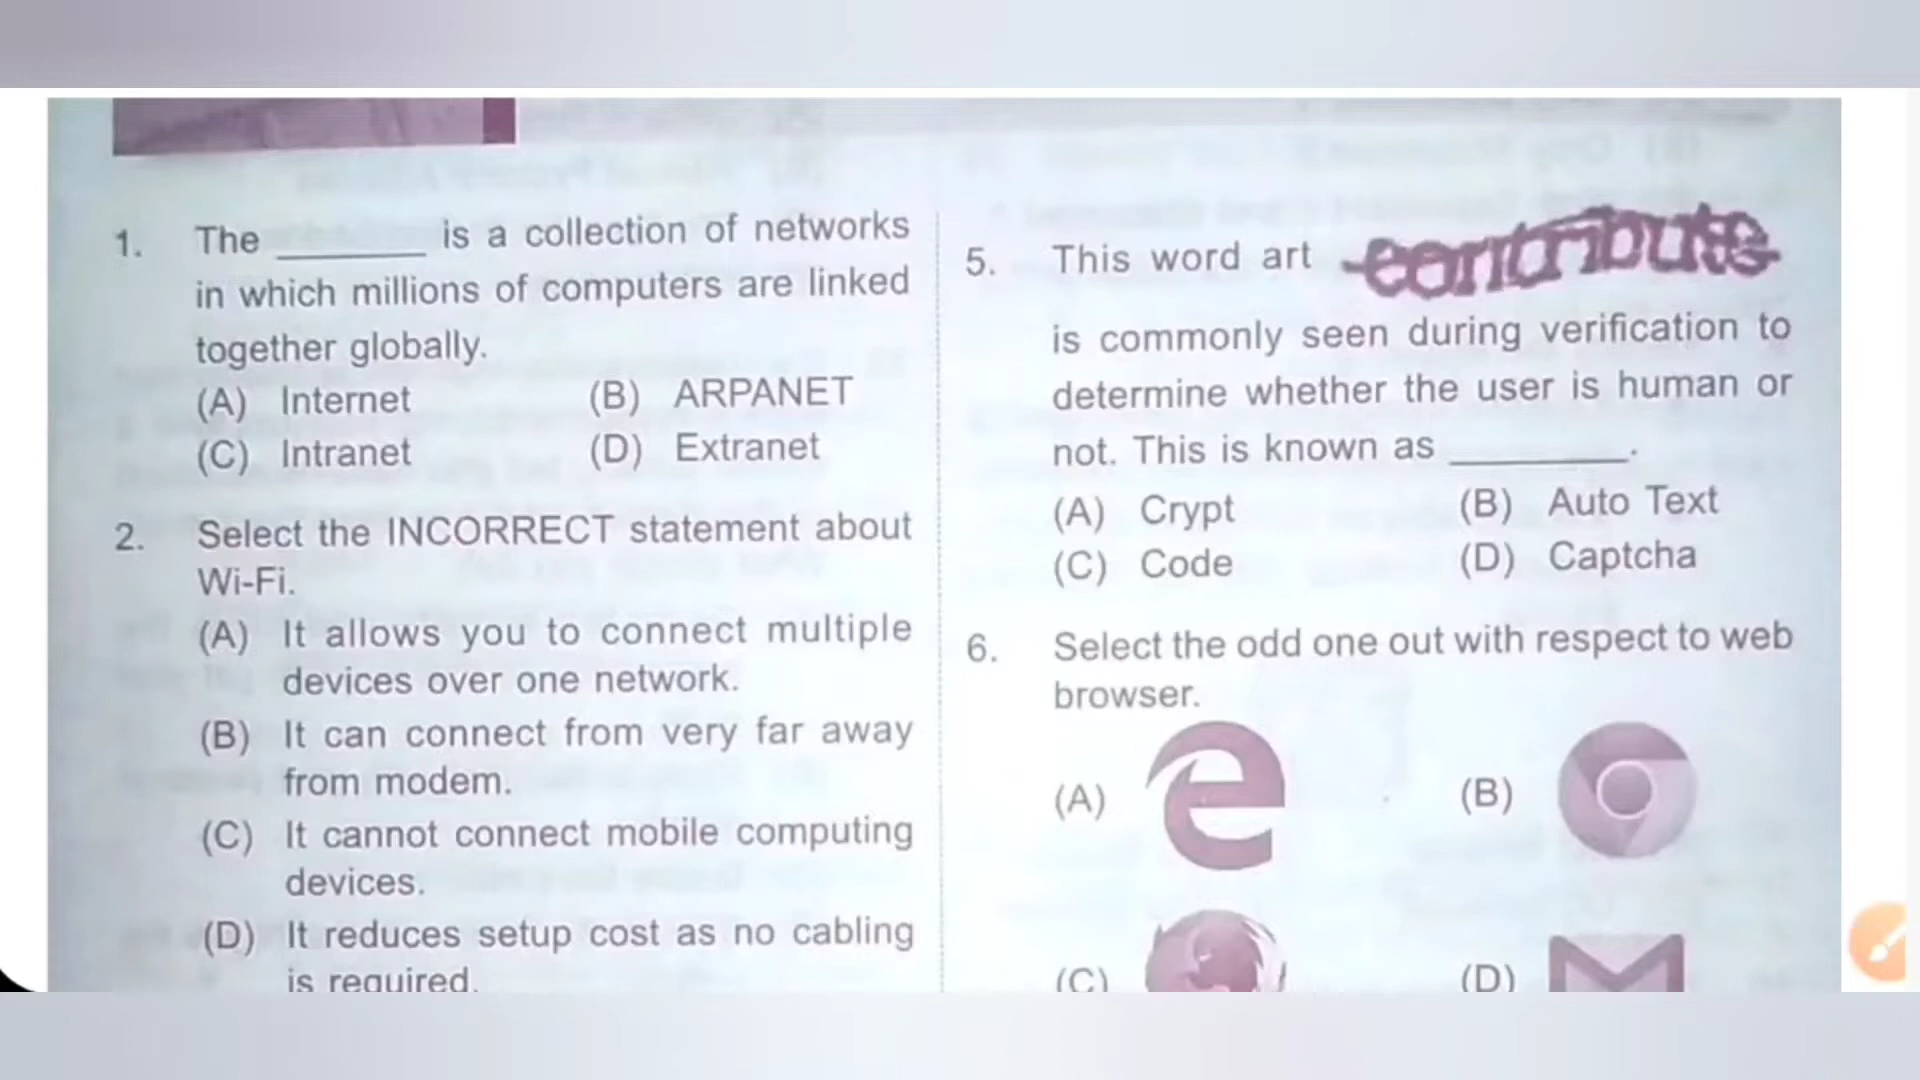 1. The ________ is a collection of networks
in which millions of computers are linked
together globally.
(A) Internet (B) ARPANET
(C) Intranet (D) Extranet
2. Select the INCORRECT statement about
Wi-Fi.
(A) It allows you to connect multiple
devices over one network.
(B) It can connect from very far away
from modem.
(C) It cannot connect mobile computing
devices.
(D) It reduces setup cost as no cabling
is required.
5. This word art contribute
is commonly seen during verification to
determine whether the user is human or
not. This is known as ________.
(A) Crypt (B) Auto Text
(C) Code (D) Captcha
6. Select the odd one out with respect to web
browser.
(A) (B)
(C) (D)